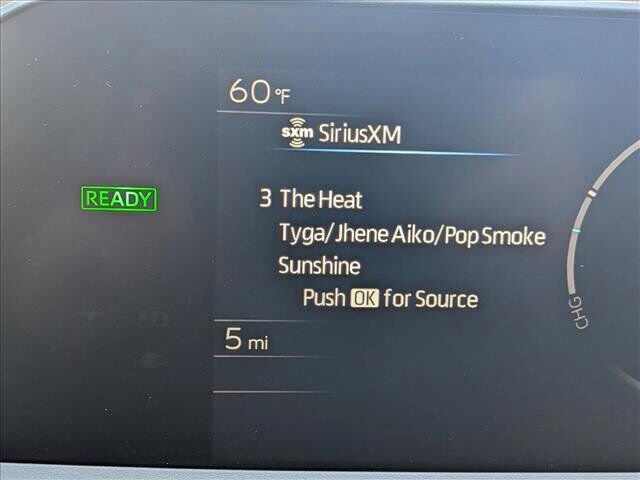 60 °F
sxm SiriusXM
READY
3 The Heat
Tyga/Jhene Aiko/Pop Smoke
Sunshine
Push OK for Source
CHG
5 mi